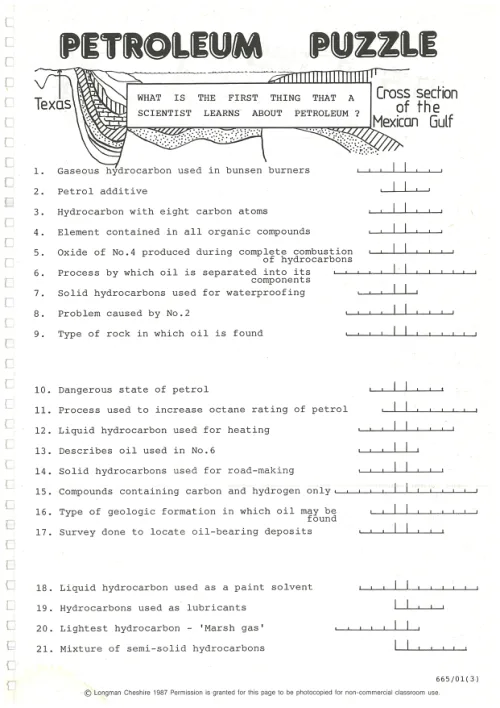 PETROLEUM PUZZLE
Texas
WHAT IS THE FIRST THING THAT A
SCIENTIST LEARNS ABOUT PETROLEUM ?
Cross section
of the
Mexican Gulf
1. Gaseous hydrocarbon used in bunsen burners
2. Petrol additive
3. Hydrocarbon with eight carbon atoms
4. Element contained in all organic compounds
5. Oxide of No.4 produced during complete combustion
of hydrocarbons
6. Process by which oil is separated into its
components
7. Solid hydrocarbons used for waterproofing
8. Problem caused by No.2
9. Type of rock in which oil is found
10. Dangerous state of petrol
11. Process used to increase octane rating of petrol
12. Liquid hydrocarbon used for heating
13. Describes oil used in No.6
14. Solid hydrocarbons used for road-making
15. Compounds containing carbon and hydrogen only
16. Type of geologic formation in which oil may be
found
17. Survey done to locate oil-bearing deposits
18. Liquid hydrocarbon used as a paint solvent
19. Hydrocarbons used as lubricants
20. Lightest hydrocarbon - 'Marsh gas'
21. Mixture of semi-solid hydrocarbons
665/01(3)
© Longman Cheshire 1987 Permission is granted for this page to be photocopied for non-commercial classroom use.